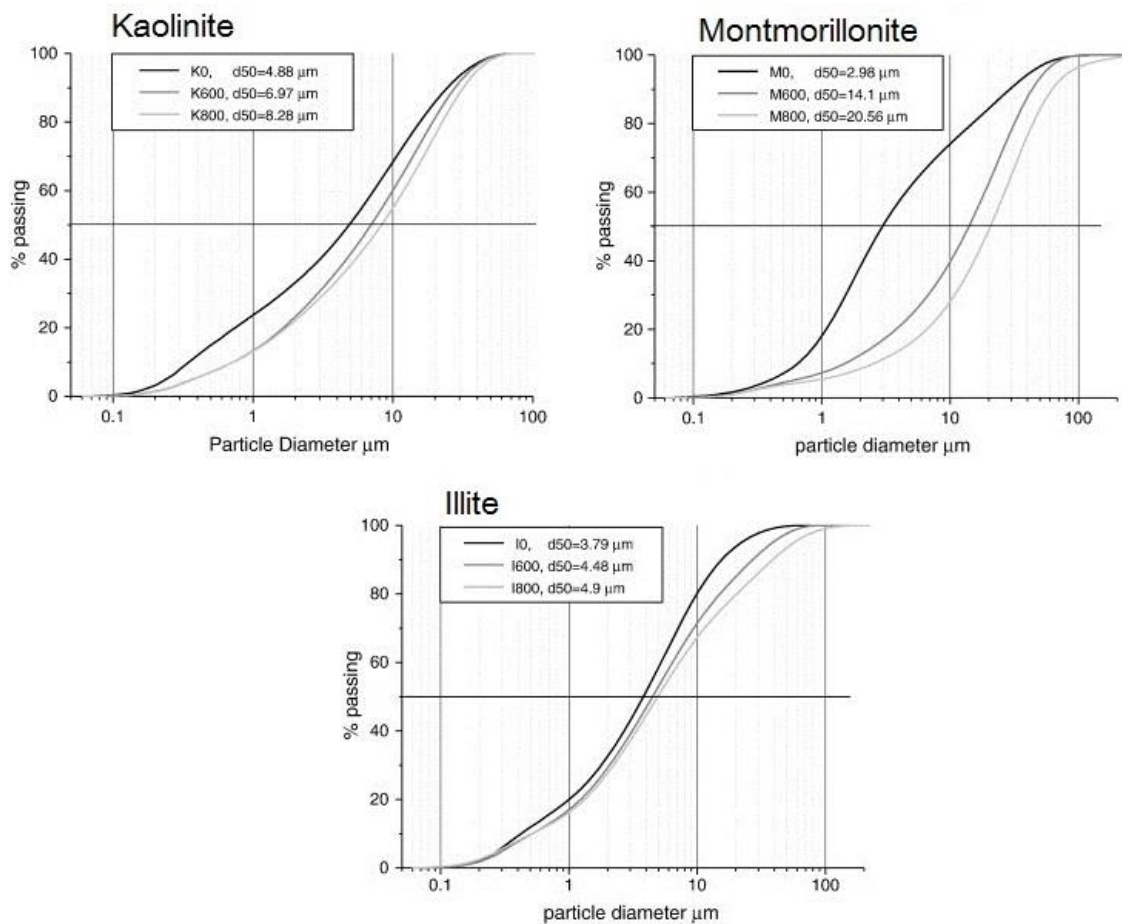 Kaolinite
K0, d50=4.88 μm
K600, d50=6.97 μm
K800, d50=8.28 μm
% passing
100
80
60
40
20
0
0.1 1 10 100
Particle Diameter μm
Montmorillonite
M0, d50=2.98 μm
M600, d50=14.1 μm
M800, d50=20.56 μm
% passing
100
80
60
40
20
0
0.1 1 10 100
particle diameter μm
Illite
I0, d50=3.79 μm
I600, d50=4.48 μm
I800, d50=4.9 μm
% passing
100
80
60
40
20
0
0.1 1 10 100
particle diameter μm